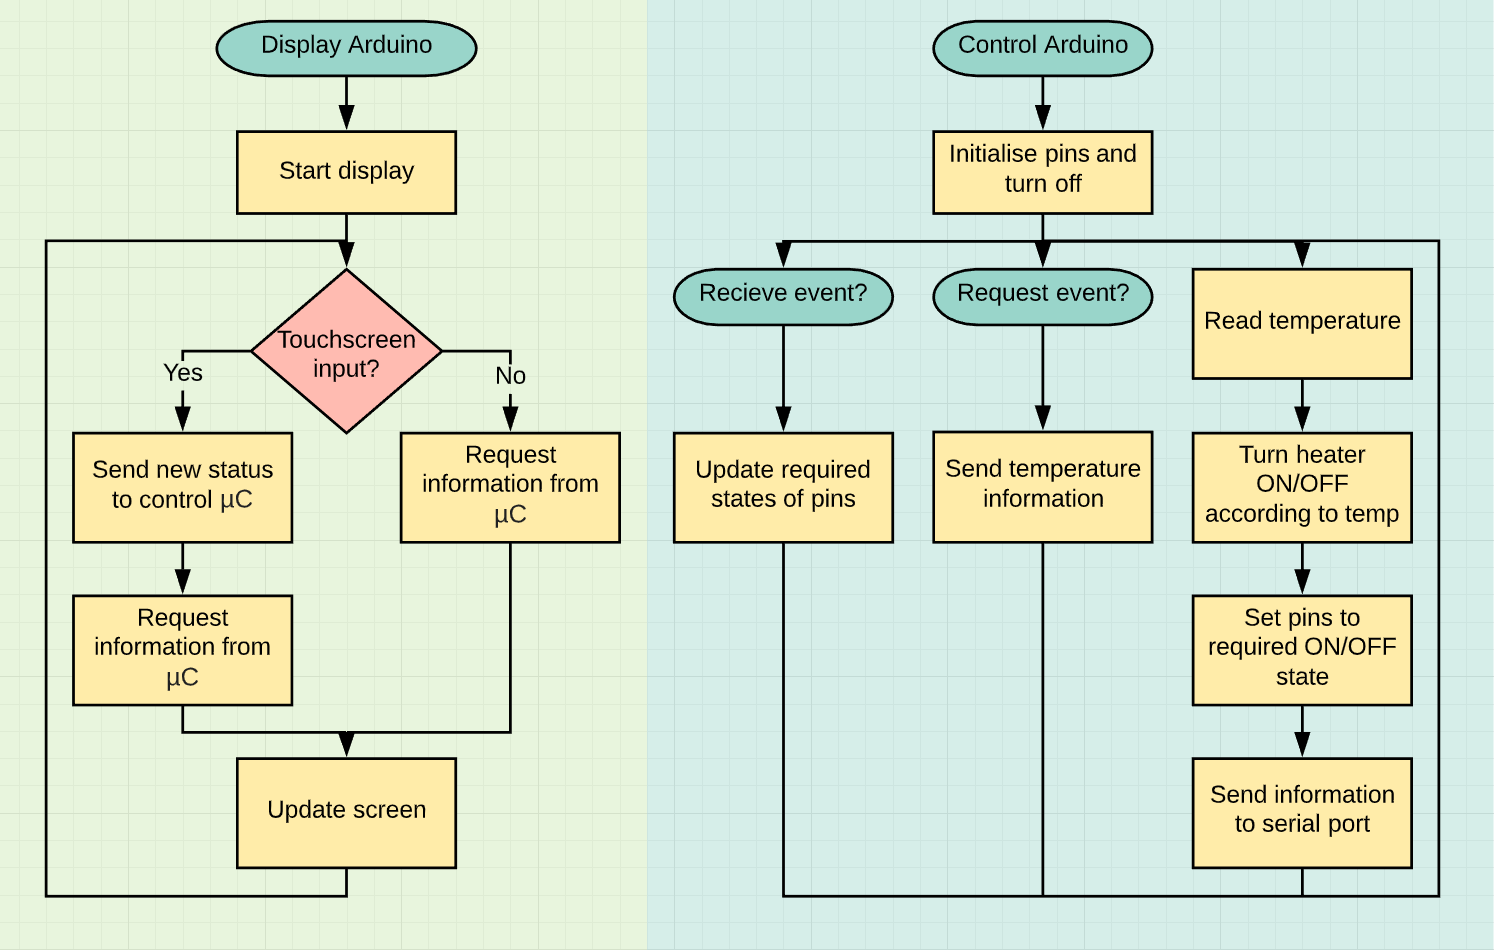 Display Arduino
Start display
Touchscreen
input?
Yes
No
Send new status
to control µC
Request
information from
µC
Request
information from
µC
Update screen
Control Arduino
Initialise pins and
turn off
Recieve event?
Request event?
Read temperature
Update required
states of pins
Send temperature
information
Turn heater
ON/OFF
according to temp
Set pins to
required ON/OFF
state
Send information
to serial port